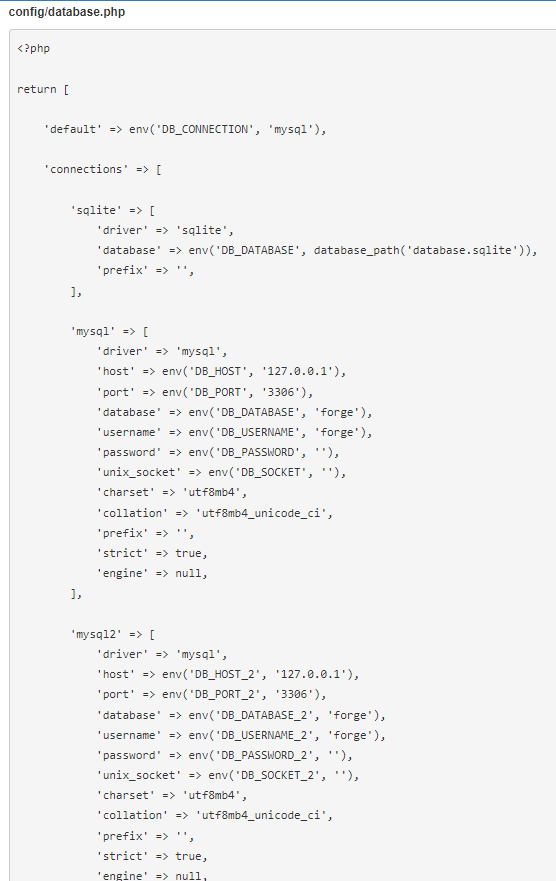 config/database.php
<?php
return [
'default' => env('DB_CONNECTION', 'mysql'),
'connections' => [
'sqlite' => [
'driver' => 'sqlite',
'database' => env('DB_DATABASE', database_path('database.sqlite')),
'prefix' => '',
],
'mysql' => [
'driver' => 'mysql',
'host' => env('DB_HOST', '127.0.0.1'),
'port' => env('DB_PORT', '3306'),
'database' => env('DB_DATABASE', 'forge'),
'username' => env('DB_USERNAME', 'forge'),
'password' => env('DB_PASSWORD', ''),
'unix_socket' => env('DB_SOCKET', ''),
'charset' => 'utf8mb4',
'collation' => 'utf8mb4_unicode_ci',
'prefix' => '',
'strict' => true,
'engine' => null,
],
'mysql2' => [
'driver' => 'mysql',
'host' => env('DB_HOST_2', '127.0.0.1'),
'port' => env('DB_PORT_2', '3306'),
'database' => env('DB_DATABASE_2', 'forge'),
'username' => env('DB_USERNAME_2', 'forge'),
'password' => env('DB_PASSWORD_2', ''),
'unix_socket' => env('DB_SOCKET_2', ''),
'charset' => 'utf8mb4',
'collation' => 'utf8mb4_unicode_ci',
'prefix' => '',
'strict' => true,
'engine' => null,